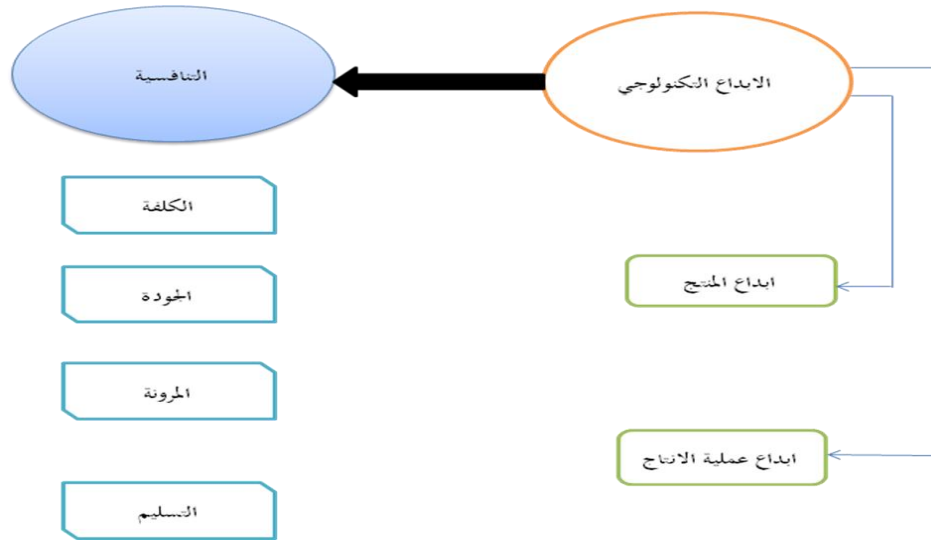 الابداع التكنولوجي
التنافسية
الكلفة
ابداع المنتج
الجودة
المرونة
ابداع عملية الانتاج
التسليم